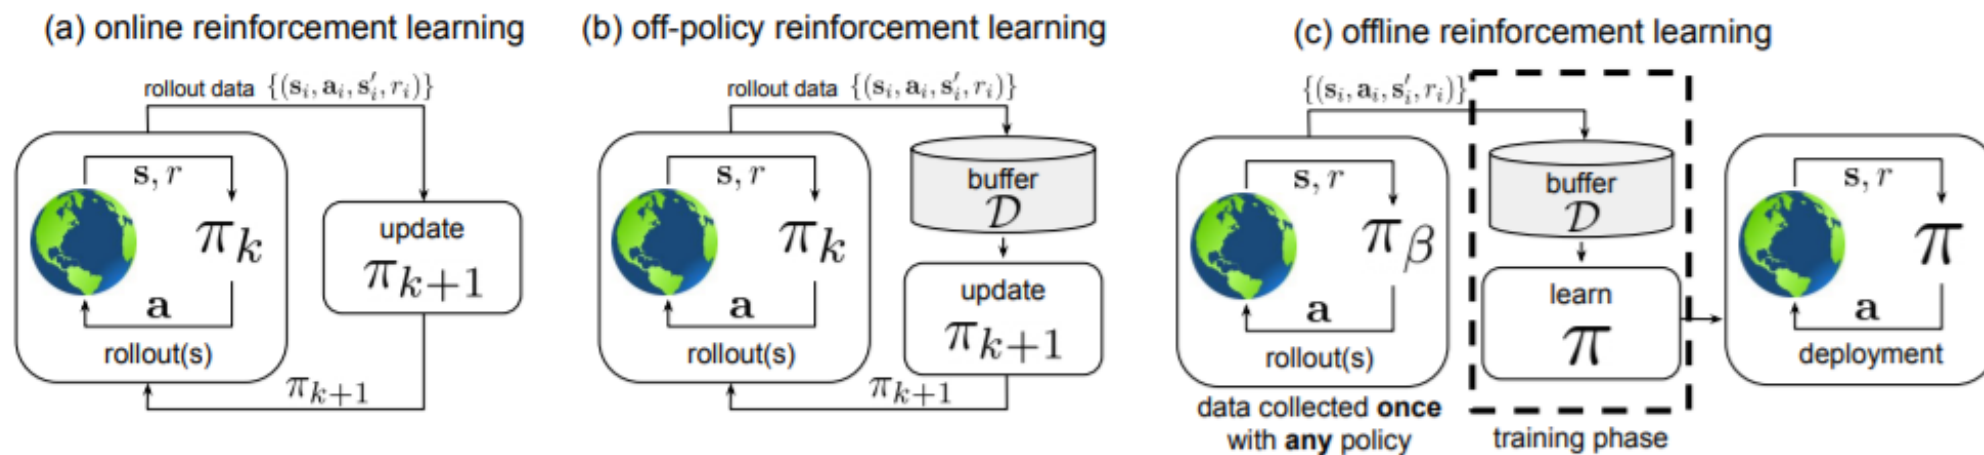 (a) online reinforcement learning
rollout data {(s_i, a_i, s′_i, r_i)}
s, r
π_k
a
rollout(s)
update
π_{k+1}
π_{k+1}
(b) off-policy reinforcement learning
rollout data {(s_i, a_i, s′_i, r_i)}
s, r
π_k
a
rollout(s)
buffer
𝒟
update
π_{k+1}
π_{k+1}
(c) offline reinforcement learning
{(s_i, a_i, s′_i, r_i)}
s, r
π_β
a
rollout(s)
data collected once
with any policy
buffer
𝒟
learn
π
training phase
s, r
π
a
deployment